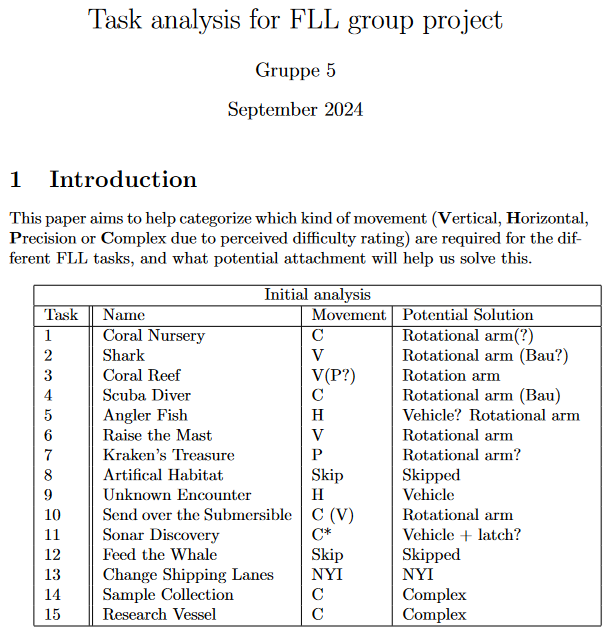 Task analysis for FLL group project
Gruppe 5
September 2024
1 Introduction
This paper aims to help categorize which kind of movement (Vertical, Horizontal,
Precision or Complex due to perceived difficulty rating) are required for the dif-
ferent FLL tasks, and what potential attachment will help us solve this.
Initial analysis
Task Name Movement Potential Solution
1 Coral Nursery C Rotational arm(?)
2 Shark V Rotational arm (Bau?)
3 Coral Reef V(P?) Rotation arm
4 Scuba Diver C Rotational arm (Bau)
5 Angler Fish H Vehicle? Rotational arm
6 Raise the Mast V Rotational arm
7 Kraken's Treasure P Rotational arm?
8 Artifical Habitat Skip Skipped
9 Unknown Encounter H Vehicle
10 Send over the Submersible C (V) Rotational arm
11 Sonar Discovery C* Vehicle + latch?
12 Feed the Whale Skip Skipped
13 Change Shipping Lanes NYI NYI
14 Sample Collection C Complex
15 Research Vessel C Complex